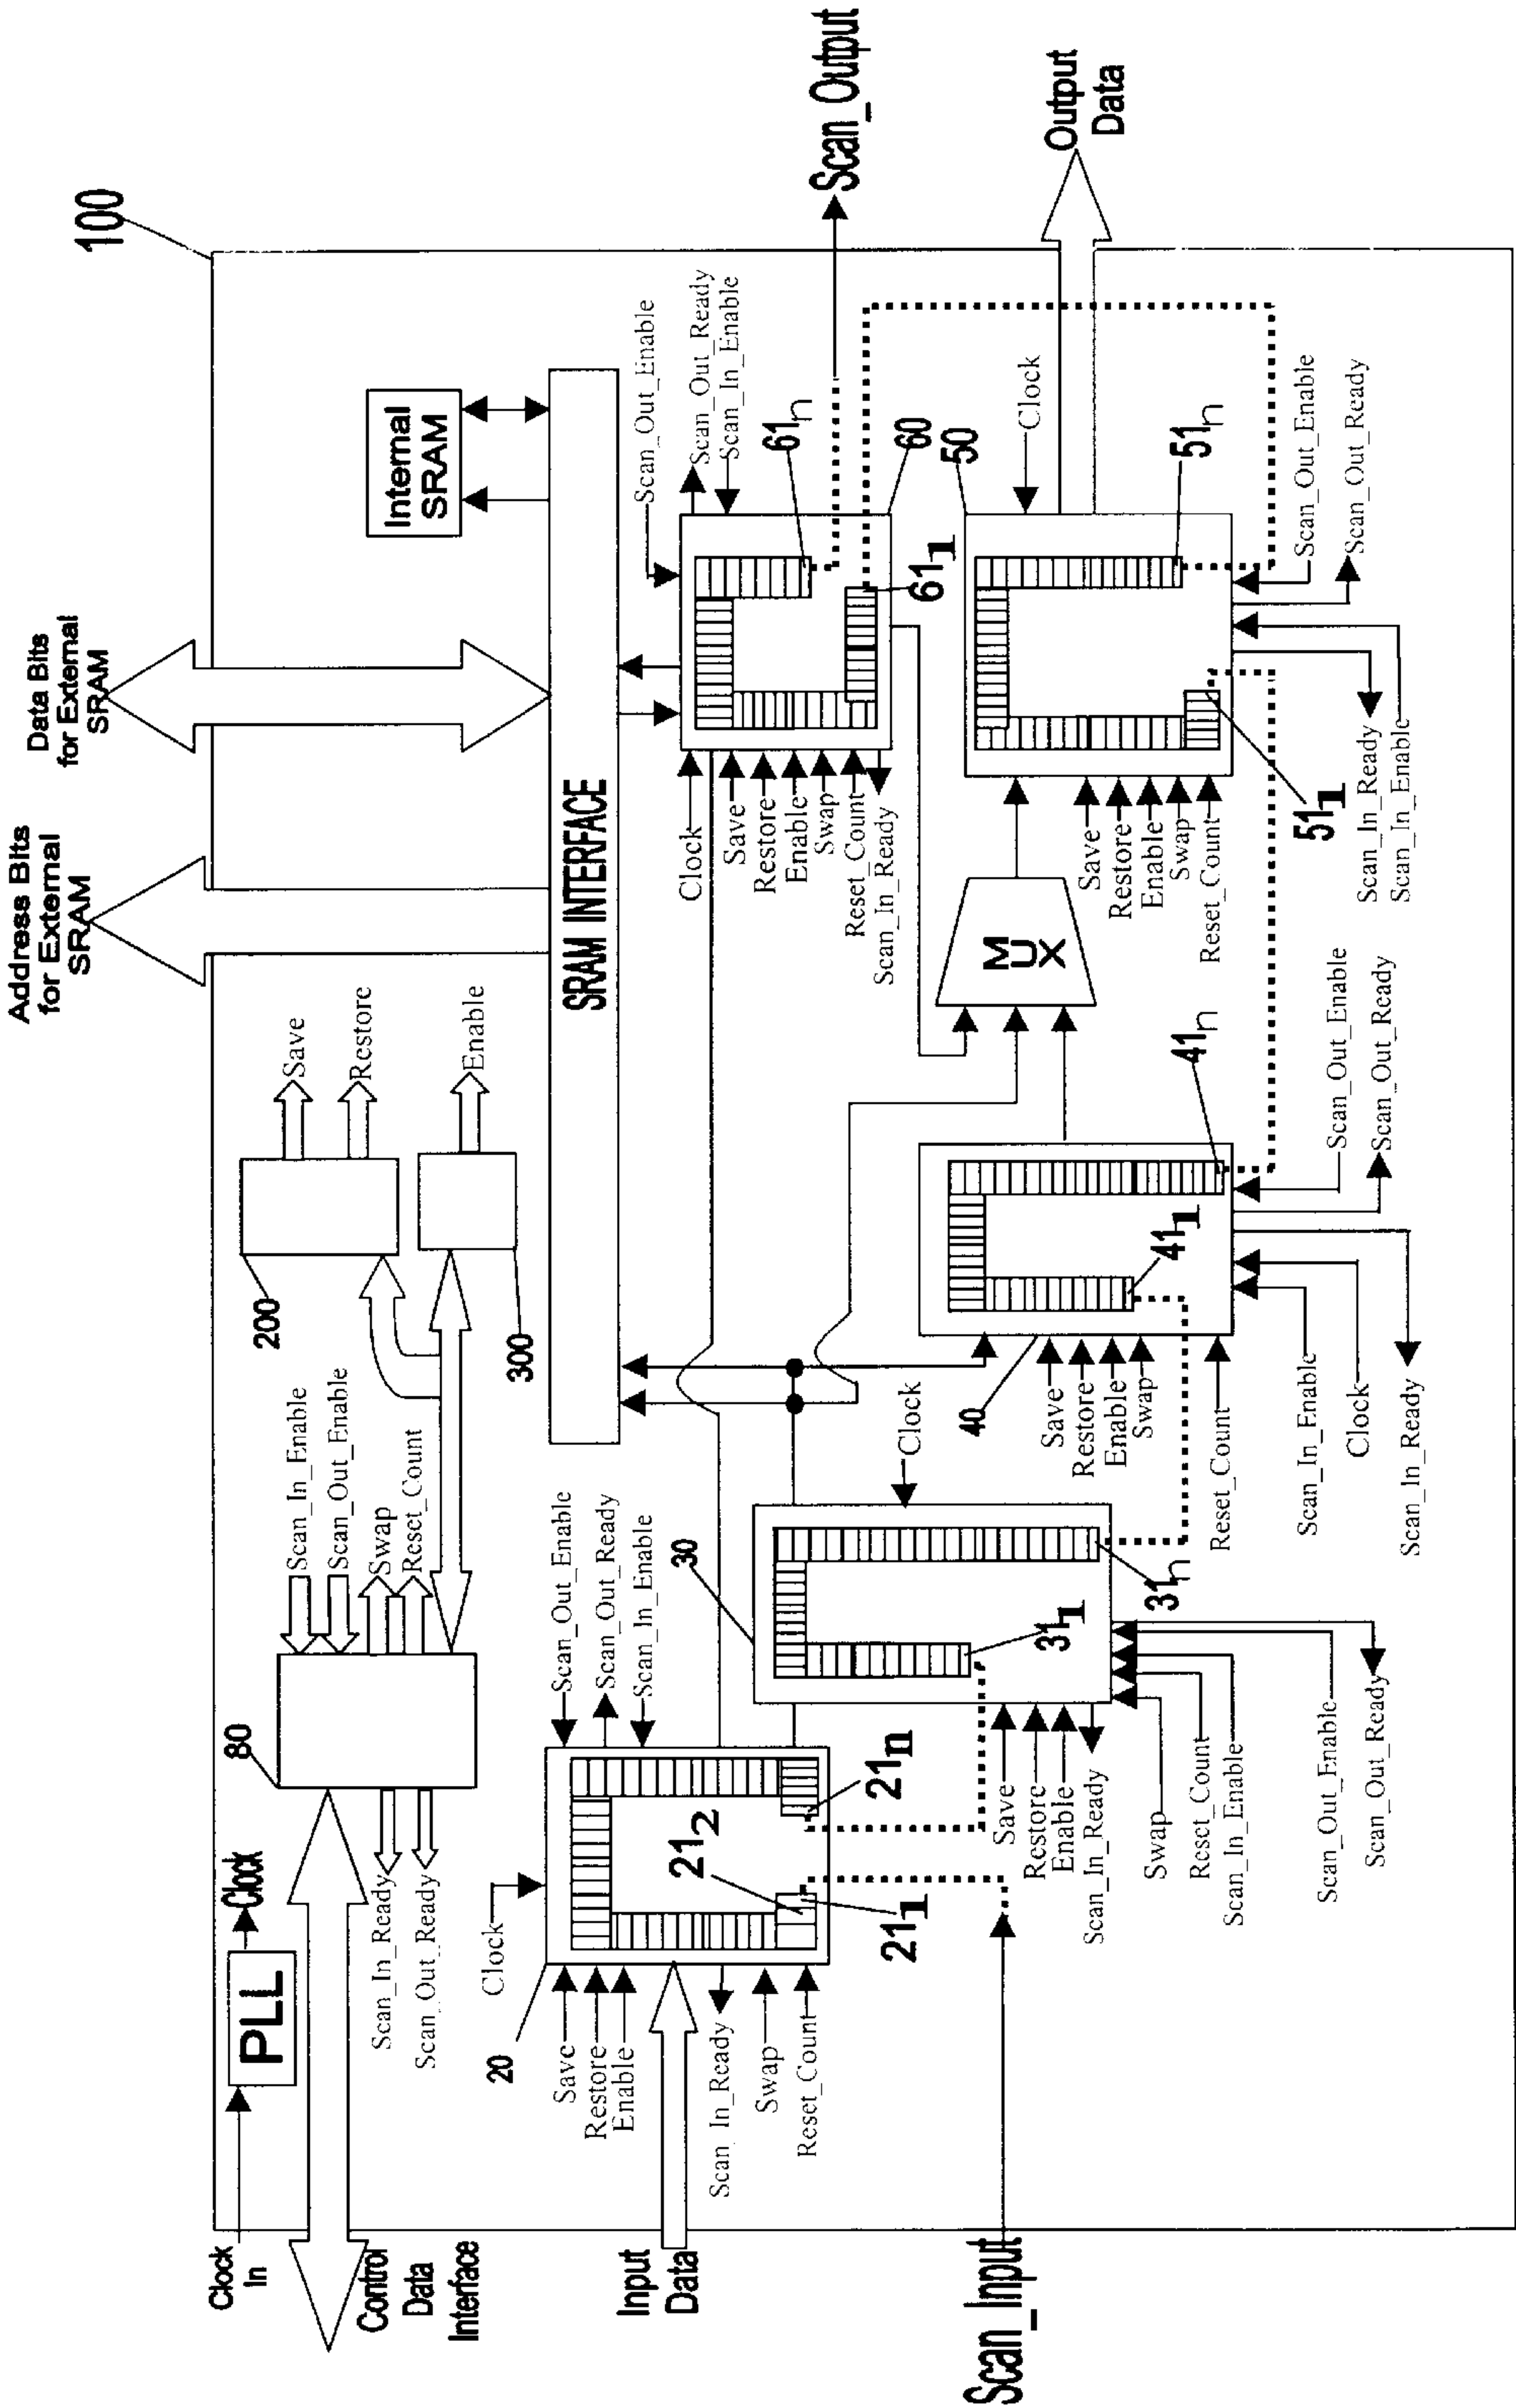 100
Address Bits
for External
SRAM
Data Bits
for External
SRAM
Clock
In
PLL
Clock
Control
Data
Interface
80
Scan_In_Enable
Scan_Out_Enable
Swap
Reset_Count
Scan_In_Ready
Scan_Out_Ready
200
Save
Restore
300
Enable
Internal
SRAM
SRAM INTERFACE
20
Clock
Save
Restore
Enable
Input
Data
Scan_In_Ready
Swap
Reset_Count
Scan_Out_Enable
Scan_Out_Ready
Scan_In_Enable
21₂
21₁
21n
Scan_Input
30
Clock
31₁
31n
Save
Restore
Enable
Scan_In_Ready
Swap
Reset_Count
Scan_In_Enable
Scan_Out_Enable
Scan_Out_Ready
40
Save
Restore
Enable
Swap
Reset_Count
Scan_In_Enable
Clock
Scan_In_Ready
41₁
41n
Scan_Out_Enable
Scan_Out_Ready
MUX
Clock
Save
Restore
Enable
Swap
Reset_Count
Scan_In_Ready
Scan_Out_Enable
Scan_Out_Ready
Scan_In_Enable
61n
61₁
60
Scan_Output
50
Clock
Save
Restore
Enable
Swap
Reset_Count
51₁
51n
Scan_In_Ready
Scan_In_Enable
Scan_Out_Enable
Scan_Out_Ready
Output
Data